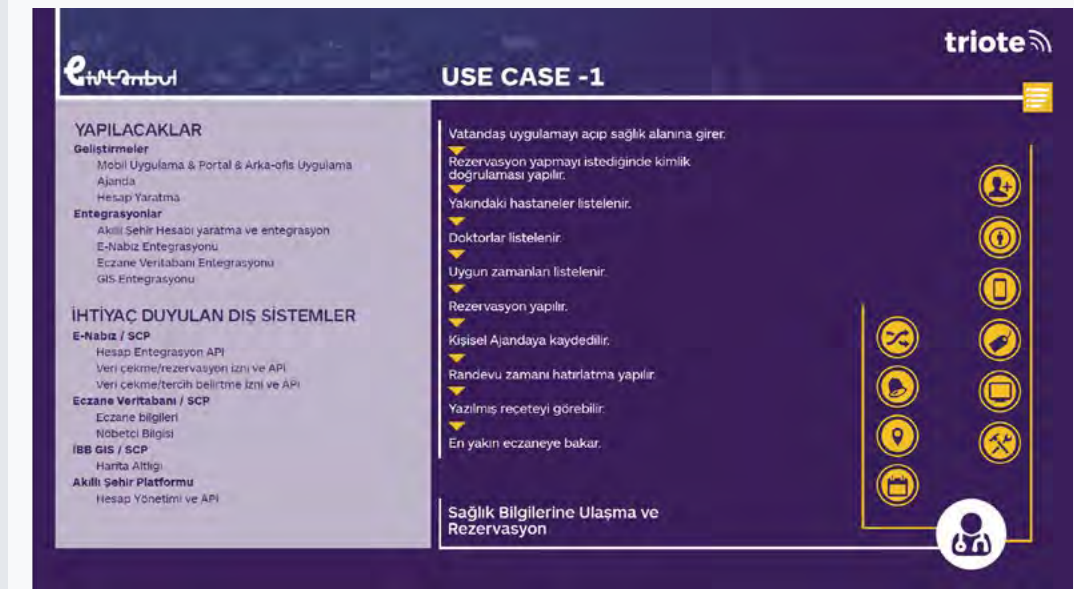 eistanbul
USE CASE -1
triote
YAPILACAKLAR
Geliştirmeler
Mobil Uygulama & Portal & Arka-ofis Uygulama
Ajanda
Hesap Yaratma
Entegrasyonlar
Akıllı Şehir Hesabı yaratma ve entegrasyon
E-Nabız Entegrasyonu
Eczane Veritabanı Entegrasyonu
GIS Entegrasyonu
İHTİYAÇ DUYULAN DIŞ SİSTEMLER
E-Nabız / SCP
Hesap Entegrasyon API
Veri çekme/rezervasyon izni ve API
Veri çekme/tercih belirtme izni ve API
Eczane Veritabanı / SCP
Eczane bilgileri
Nöbetçi Bilgisi
İBB GIS / SCP
Harita Altlığı
Akıllı Şehir Platformu
Hesap Yönetimi ve API
Vatandaş uygulamayı açıp sağlık alanına girer.
Rezervasyon yapmayı istediğinde kimlik
doğrulaması yapılır.
Yakındaki hastaneler listelenir.
Doktorlar listelenir.
Uygun zamanları listelenir.
Rezervasyon yapılır.
Kişisel Ajandaya kaydedilir.
Randevu zamanı hatırlatma yapılır.
Yazılmış reçeteyi görebilir.
En yakın eczaneye bakar.
Sağlık Bilgilerine Ulaşma ve
Rezervasyon